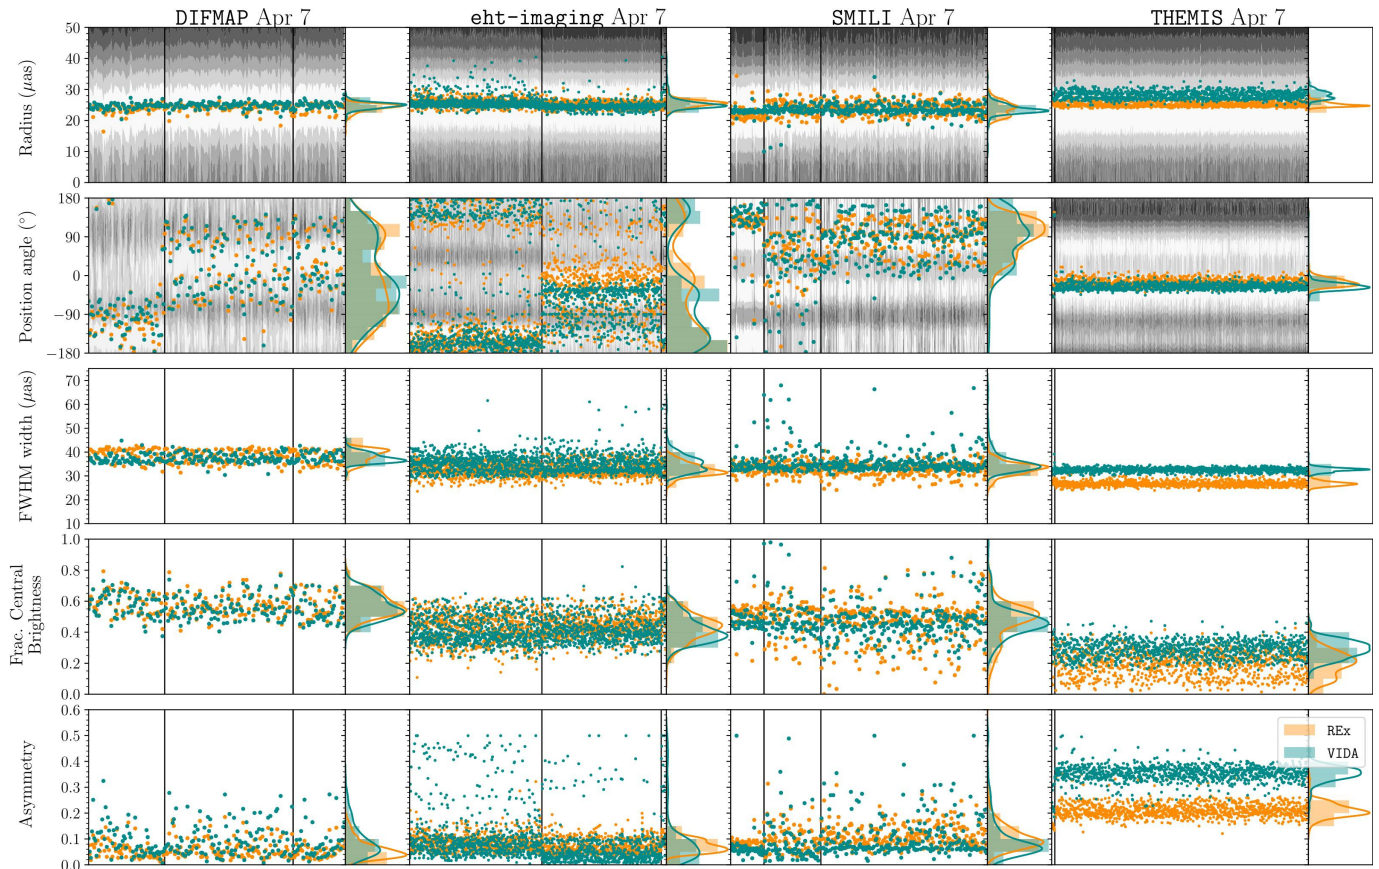 DIFMAP Apr 7
eht-imaging Apr 7
SMILI Apr 7
THEMIS Apr 7
Radius (μas)
50
40
30
20
10
0
Position angle (°)
180
90
0
−90
−180
FWHM width (μas)
70
60
50
40
30
20
10
Frac. Central
Brightness
1.0
0.8
0.6
0.4
0.2
0.0
Asymmetry
0.6
0.5
0.4
0.3
0.2
0.1
0.0
REx
VIDA